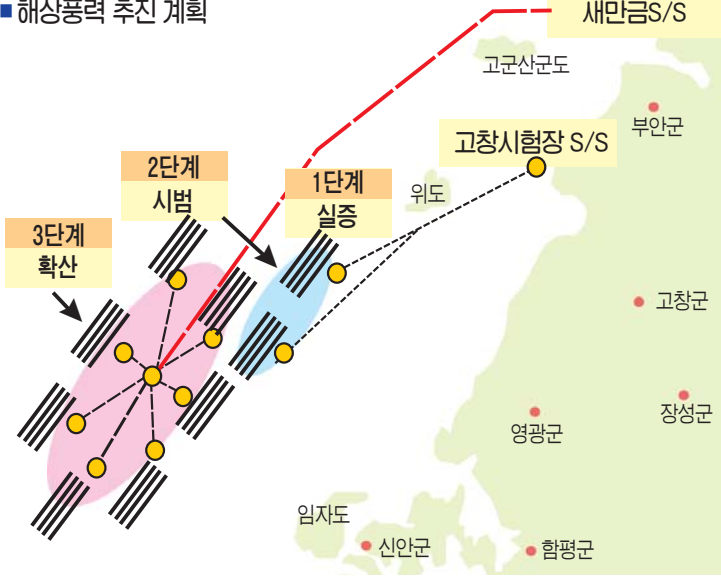 ■ 해상풍력 추진 계획
새만금S/S
고군산군도
부안군
고창시험장 S/S
2단계
시범
1단계
실증
위도
3단계
확산
고창군
장성군
영광군
임자도
신안군
함평군